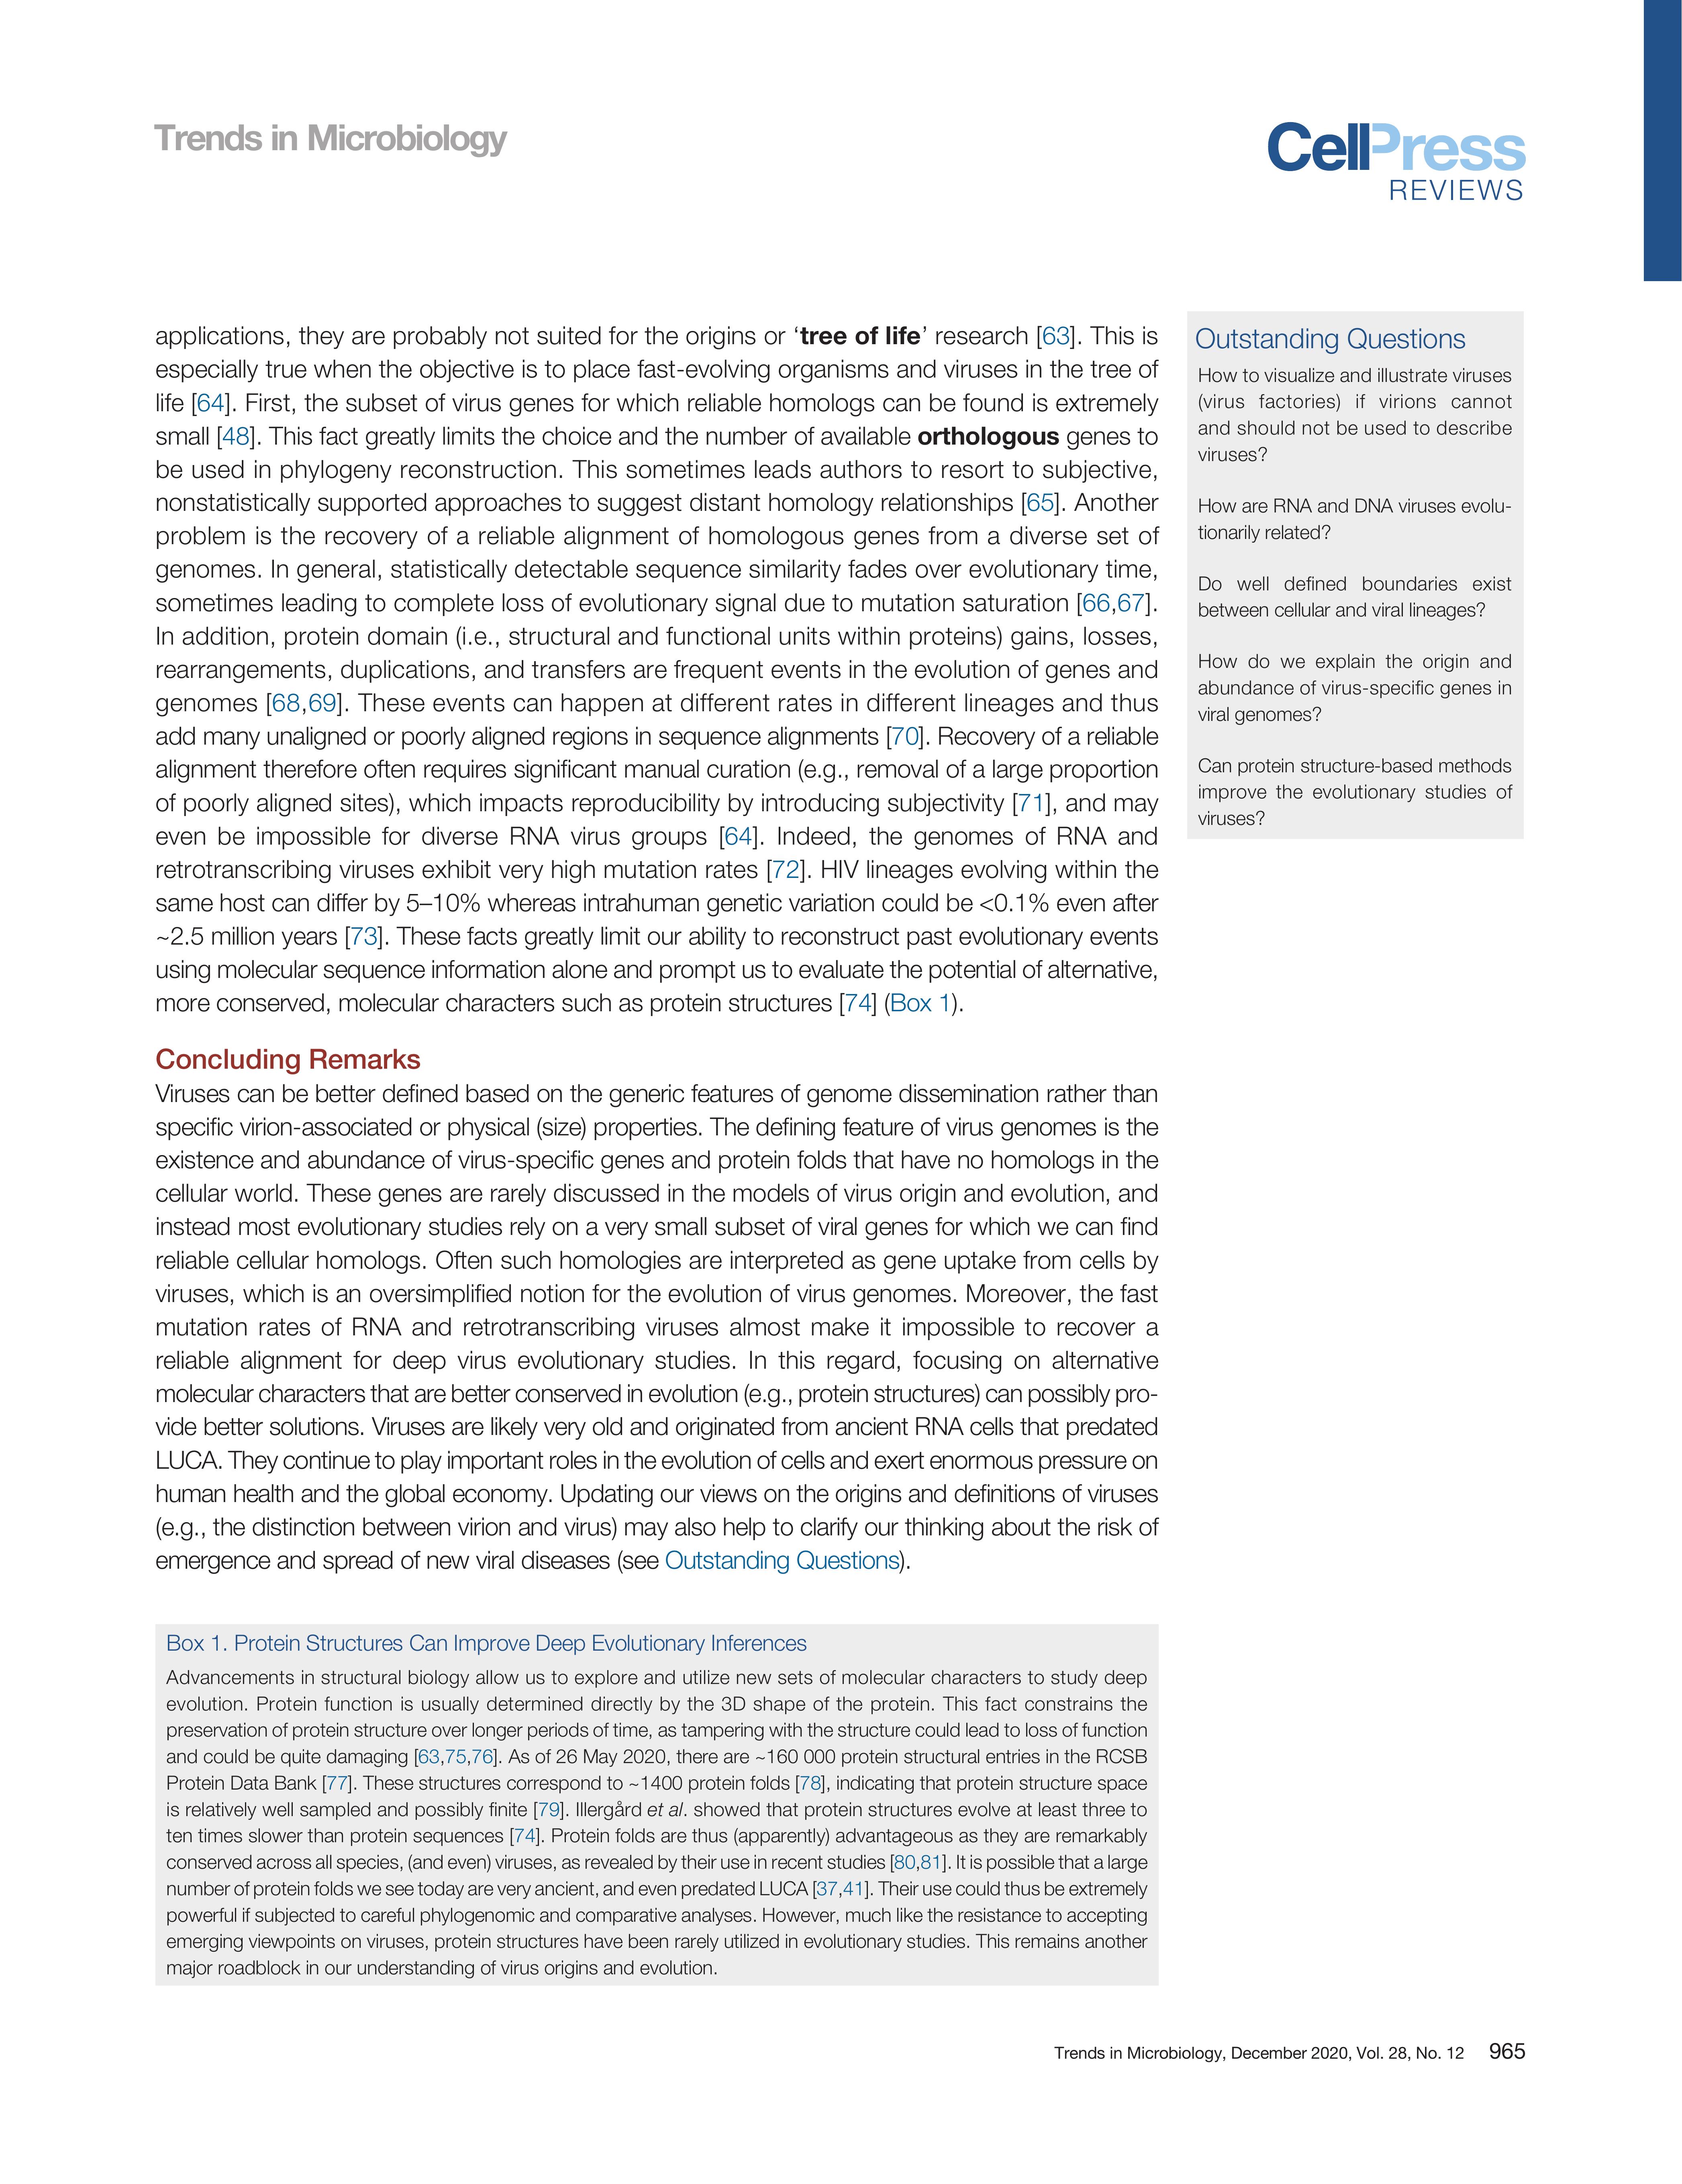 Trends in Microbiology
CellPress
REVIEWS
applications, they are probably not suited for the origins or ‘tree of life’ research [63]. This is
especially true when the objective is to place fast-evolving organisms and viruses in the tree of
life [64]. First, the subset of virus genes for which reliable homologs can be found is extremely
small [48]. This fact greatly limits the choice and the number of available orthologous genes to
be used in phylogeny reconstruction. This sometimes leads authors to resort to subjective,
nonstatistically supported approaches to suggest distant homology relationships [65]. Another
problem is the recovery of a reliable alignment of homologous genes from a diverse set of
genomes. In general, statistically detectable sequence similarity fades over evolutionary time,
sometimes leading to complete loss of evolutionary signal due to mutation saturation [66,67].
In addition, protein domain (i.e., structural and functional units within proteins) gains, losses,
rearrangements, duplications, and transfers are frequent events in the evolution of genes and
genomes [68,69]. These events can happen at different rates in different lineages and thus
add many unaligned or poorly aligned regions in sequence alignments [70]. Recovery of a reliable
alignment therefore often requires significant manual curation (e.g., removal of a large proportion
of poorly aligned sites), which impacts reproducibility by introducing subjectivity [71], and may
even be impossible for diverse RNA virus groups [64]. Indeed, the genomes of RNA and
retrotranscribing viruses exhibit very high mutation rates [72]. HIV lineages evolving within the
same host can differ by 5–10% whereas intrahuman genetic variation could be <0.1% even after
~2.5 million years [73]. These facts greatly limit our ability to reconstruct past evolutionary events
using molecular sequence information alone and prompt us to evaluate the potential of alternative,
more conserved, molecular characters such as protein structures [74] (Box 1).
Concluding Remarks
Viruses can be better defined based on the generic features of genome dissemination rather than
specific virion-associated or physical (size) properties. The defining feature of virus genomes is the
existence and abundance of virus-specific genes and protein folds that have no homologs in the
cellular world. These genes are rarely discussed in the models of virus origin and evolution, and
instead most evolutionary studies rely on a very small subset of viral genes for which we can find
reliable cellular homologs. Often such homologies are interpreted as gene uptake from cells by
viruses, which is an oversimplified notion for the evolution of virus genomes. Moreover, the fast
mutation rates of RNA and retrotranscribing viruses almost make it impossible to recover a
reliable alignment for deep virus evolutionary studies. In this regard, focusing on alternative
molecular characters that are better conserved in evolution (e.g., protein structures) can possibly pro-
vide better solutions. Viruses are likely very old and originated from ancient RNA cells that predated
LUCA. They continue to play important roles in the evolution of cells and exert enormous pressure on
human health and the global economy. Updating our views on the origins and definitions of viruses
(e.g., the distinction between virion and virus) may also help to clarify our thinking about the risk of
emergence and spread of new viral diseases (see Outstanding Questions).
Box 1. Protein Structures Can Improve Deep Evolutionary Inferences
Advancements in structural biology allow us to explore and utilize new sets of molecular characters to study deep
evolution. Protein function is usually determined directly by the 3D shape of the protein. This fact constrains the
preservation of protein structure over longer periods of time, as tampering with the structure could lead to loss of function
and could be quite damaging [63,75,76]. As of 26 May 2020, there are ~160 000 protein structural entries in the RCSB
Protein Data Bank [77]. These structures correspond to ~1400 protein folds [78], indicating that protein structure space
is relatively well sampled and possibly finite [79]. Illergård et al. showed that protein structures evolve at least three to
ten times slower than protein sequences [74]. Protein folds are thus (apparently) advantageous as they are remarkably
conserved across all species, (and even) viruses, as revealed by their use in recent studies [80,81]. It is possible that a large
number of protein folds we see today are very ancient, and even predated LUCA [37,41]. Their use could thus be extremely
powerful if subjected to careful phylogenomic and comparative analyses. However, much like the resistance to accepting
emerging viewpoints on viruses, protein structures have been rarely utilized in evolutionary studies. This remains another
major roadblock in our understanding of virus origins and evolution.
Outstanding Questions
How to visualize and illustrate viruses
(virus factories) if virions cannot
and should not be used to describe
viruses?
How are RNA and DNA viruses evolu-
tionarily related?
Do well defined boundaries exist
between cellular and viral lineages?
How do we explain the origin and
abundance of virus-specific genes in
viral genomes?
Can protein structure-based methods
improve the evolutionary studies of
viruses?
Trends in Microbiology, December 2020, Vol. 28, No. 12 965